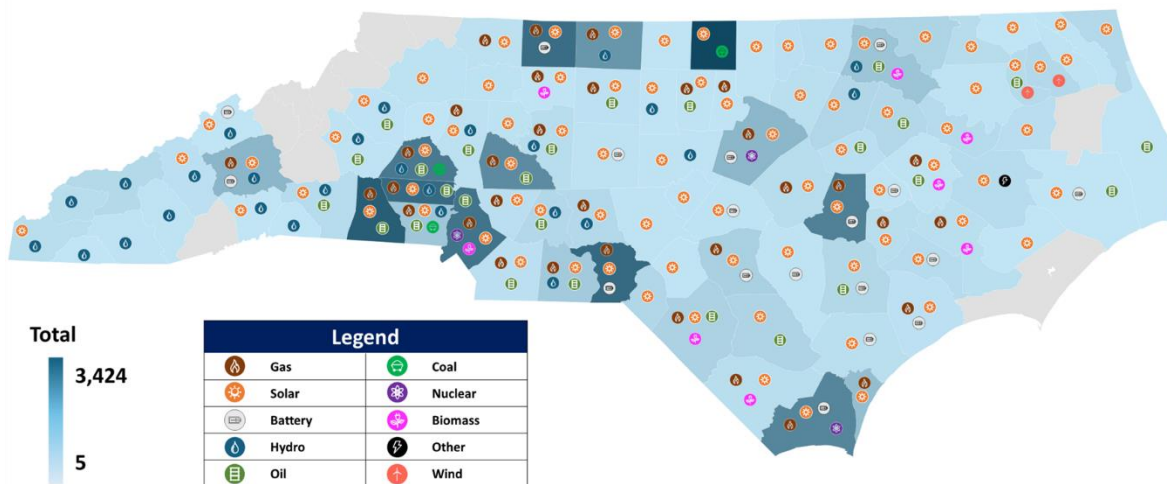 Total
3,424
5
Legend
Gas Coal
Solar Nuclear
Battery Biomass
Hydro Other
Oil Wind